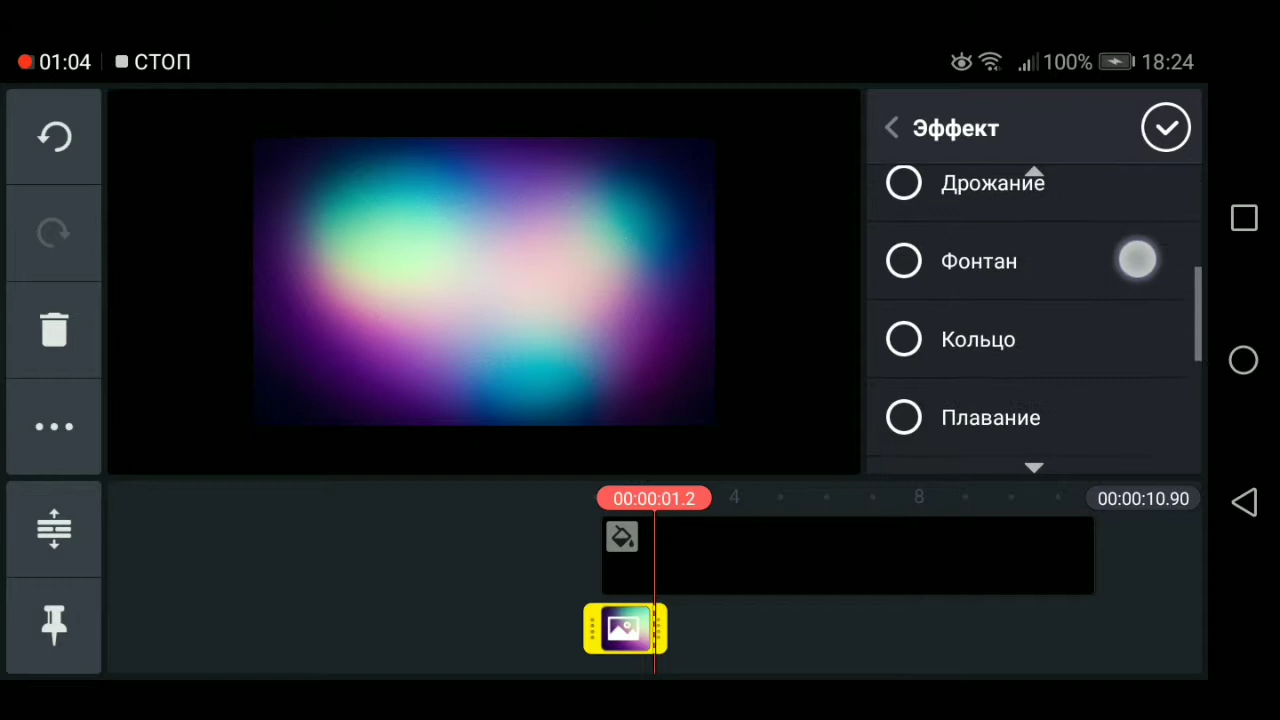 01:04 СТОП 100% 18:24
Эффект
Дрожание
Фонтан
Кольцо
Плавание
00:00:01.2 4 8 00:00:10.90